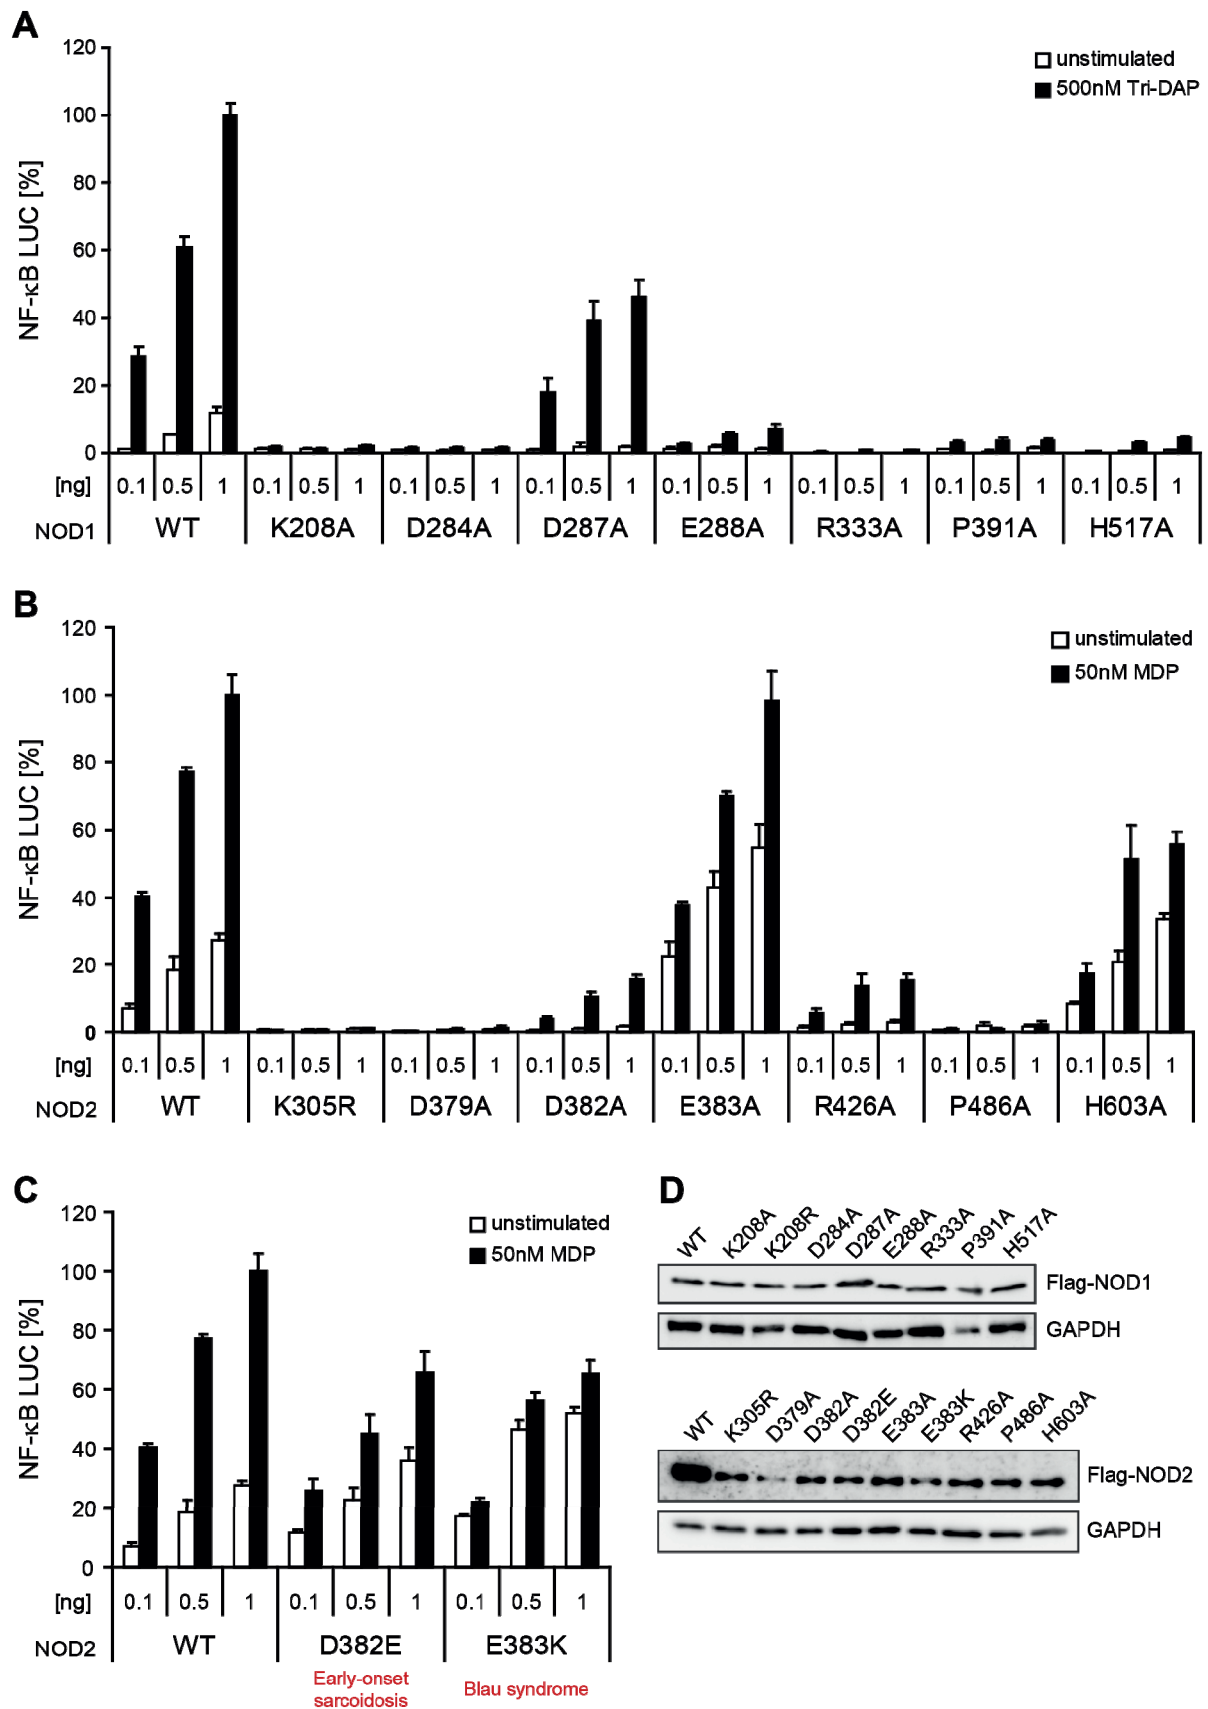 A
120
100
80
60
40
20
0
NF-κB LUC [%]
unstimulated
500nM Tri-DAP
[ng] 0.1 0.5 1 0.1 0.5 1 0.1 0.5 1 0.1 0.5 1 0.1 0.5 1 0.1 0.5 1 0.1 0.5 1 0.1 0.5 1
NOD1 WT K208A D284A D287A E288A R333A P391A H517A
B
120
100
80
60
40
20
0
NF-κB LUC [%]
unstimulated
50nM MDP
[ng] 0.1 0.5 1 0.1 0.5 1 0.1 0.5 1 0.1 0.5 1 0.1 0.5 1 0.1 0.5 1 0.1 0.5 1 0.1 0.5 1
NOD2 WT K305R D379A D382A E383A R426A P486A H603A
C
120
100
80
60
40
20
0
NF-κB LUC [%]
unstimulated
50nM MDP
[ng] 0.1 0.5 1 0.1 0.5 1 0.1 0.5 1
NOD2 WT D382E E383K
Early-onset
sarcoidosis
Blau syndrome
D
WT K208A K208R D284A D287A E288A R333A P391A H517A
Flag-NOD1
GAPDH
WT K305R D379A D382A D382E E383A E383K R426A P486A H603A
Flag-NOD2
GAPDH